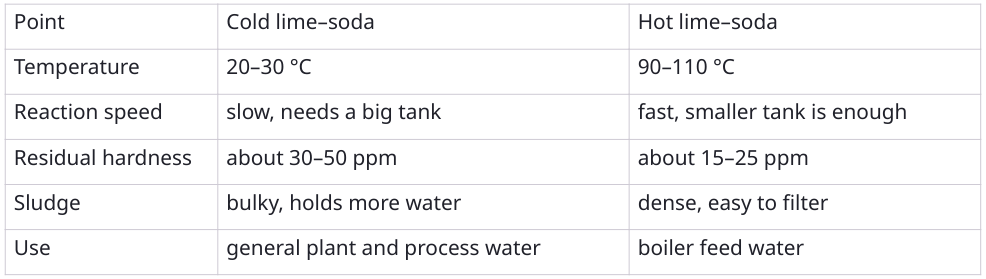 Point Cold lime–soda Hot lime–soda
Temperature 20–30 °C 90–110 °C
Reaction speed slow, needs a big tank fast, smaller tank is enough
Residual hardness about 30–50 ppm about 15–25 ppm
Sludge bulky, holds more water dense, easy to filter
Use general plant and process water boiler feed water